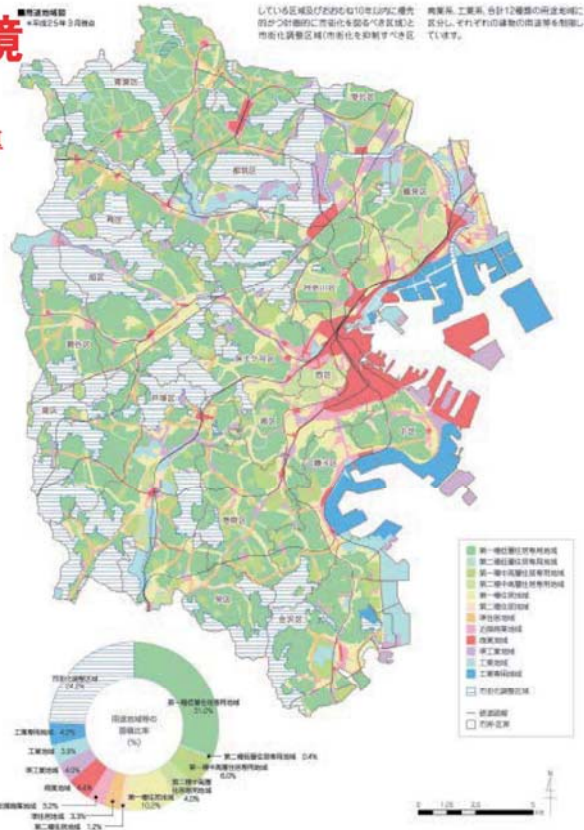 ■用途地域図
*平成25年3月現在
境
している区域及びおおむね10年以内に優先
的かつ計画的に市街化を図るべき区域)と
市街化調整区域(市街化を抑制すべき区
商業系、工業系、合計12種類の用途地域に
区分し、それぞれの建物の用途等を制限し
ています。
青葉区
港北区
都筑区
鶴見区
緑区
神奈川区
旭区
瀬谷区
保土ケ谷区
西区
泉区
戸塚区
南区
中区
磯子区
港南区
栄区
金沢区
第一種低層住居専用地域
第二種低層住居専用地域
第一種中高層住居専用地域
第二種中高層住居専用地域
第一種住居地域
第二種住居地域
準住居地域
近隣商業地域
商業地域
準工業地域
工業地域
工業専用地域
市街化調整区域
鉄道路線
市界・区界
用途地域等の
面積比率
(%)
市街化調整区域
第一種低層住居専用地域
31.0%
第二種低層住居専用地域 0.4%
第一種中高層住居専用地域
6.0%
第二種中高層
住居専用地域
4.0%
第一種住居地域
10.0%
第二種住居地域 1.2%
準住居地域 3.3%
近隣商業地域 3.2%
商業地域
準工業地域
工業地域 3.8%
工業専用地域 4.0%
0 1.25 2.5 5